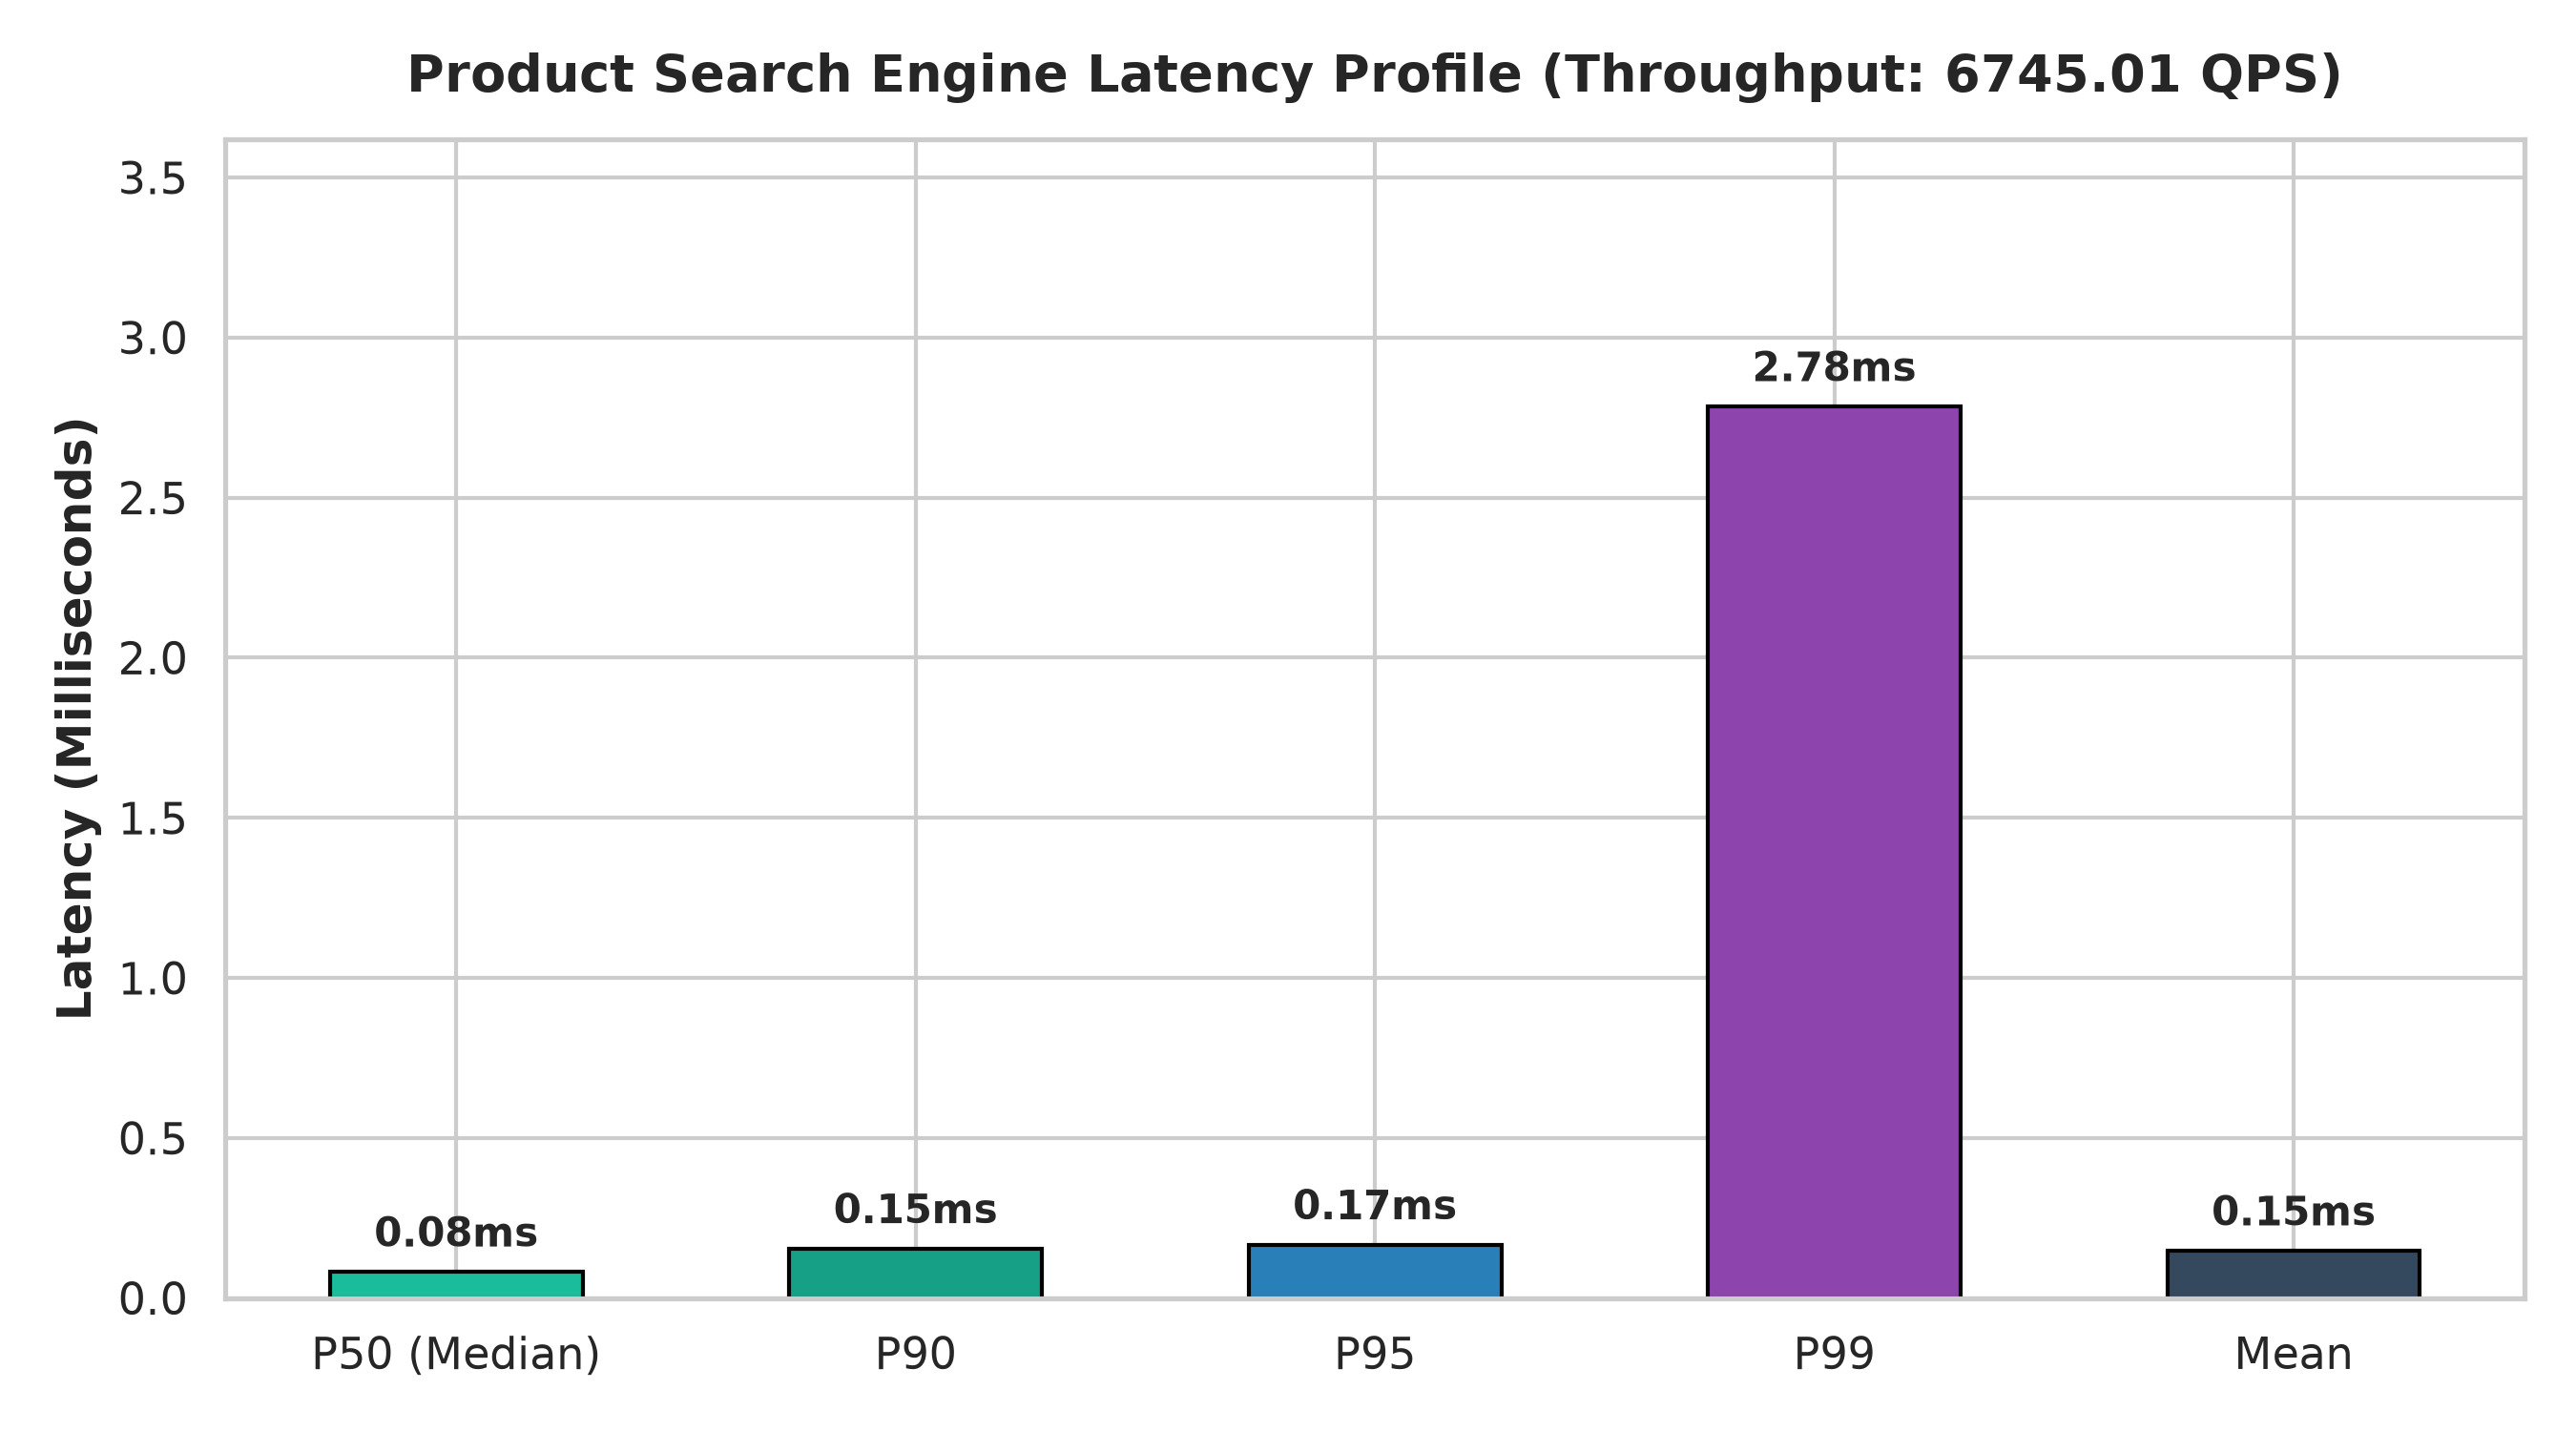 Product Search Engine Latency Profile (Throughput: 6745.01 QPS)
Latency (Milliseconds)
3.5
3.0
2.5
2.0
1.5
1.0
0.5
0.0
0.08ms
0.15ms
0.17ms
2.78ms
0.15ms
P50 (Median)
P90
P95
P99
Mean